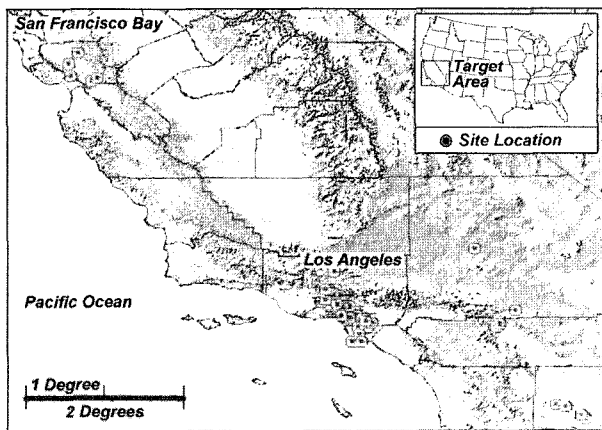 San Francisco Bay
Target
Area
Site Location
Los Angeles
Pacific Ocean
1 Degree
2 Degrees